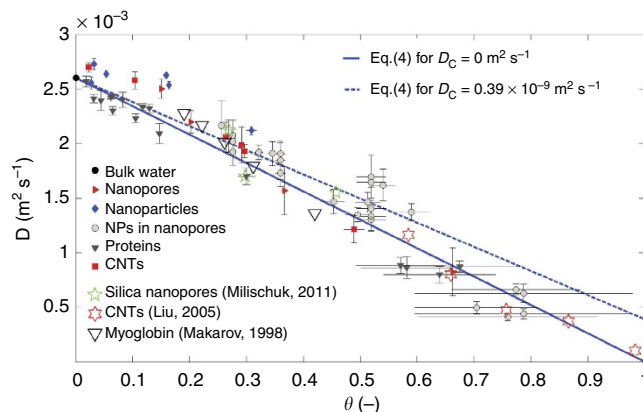 3 × 10⁻³
Eq.(4) for D_C = 0 m² s⁻¹
Eq.(4) for D_C = 0.39 × 10⁻⁹ m² s⁻¹
2.5
2
1.5
1
0.5
D (m² s⁻¹)
Bulk water
Nanopores
Nanoparticles
NPs in nanopores
Proteins
CNTs
Silica nanopores (Milischuk, 2011)
CNTs (Liu, 2005)
Myoglobin (Makarov, 1998)
0 0.1 0.2 0.3 0.4 0.5 0.6 0.7 0.8 0.9 1
θ (–)